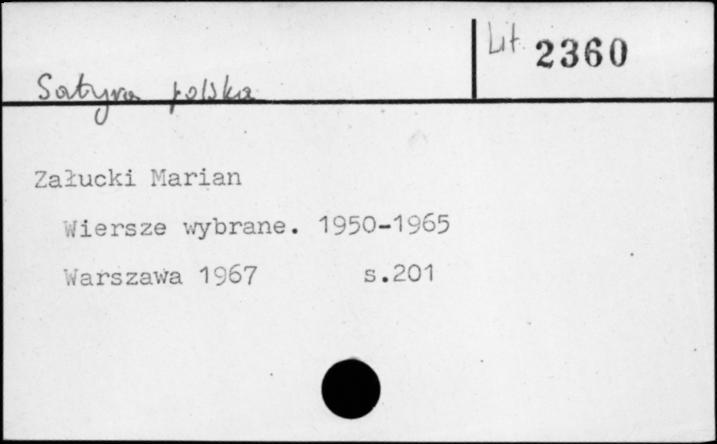 Lit. 2360
Satyra polska
Załucki Marian
Wiersze wybrane. 1950-1965
Warszawa 1967 s.201